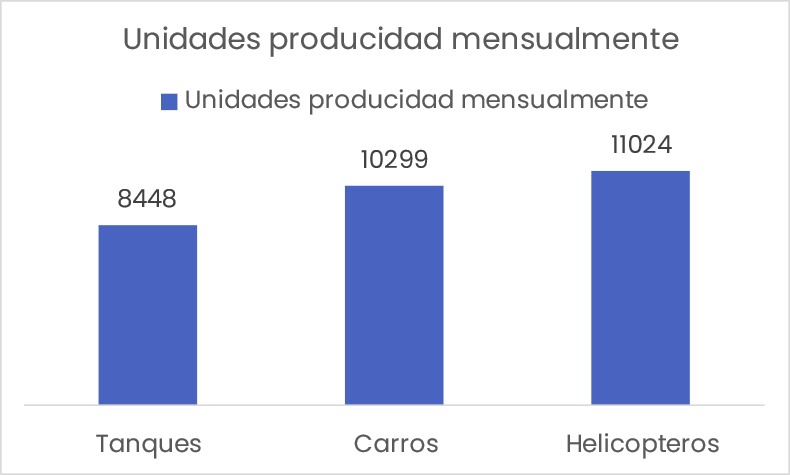 Unidades producidad mensualmente
Unidades producidad mensualmente
11024
10299
8448
Tanques Carros Helicopteros